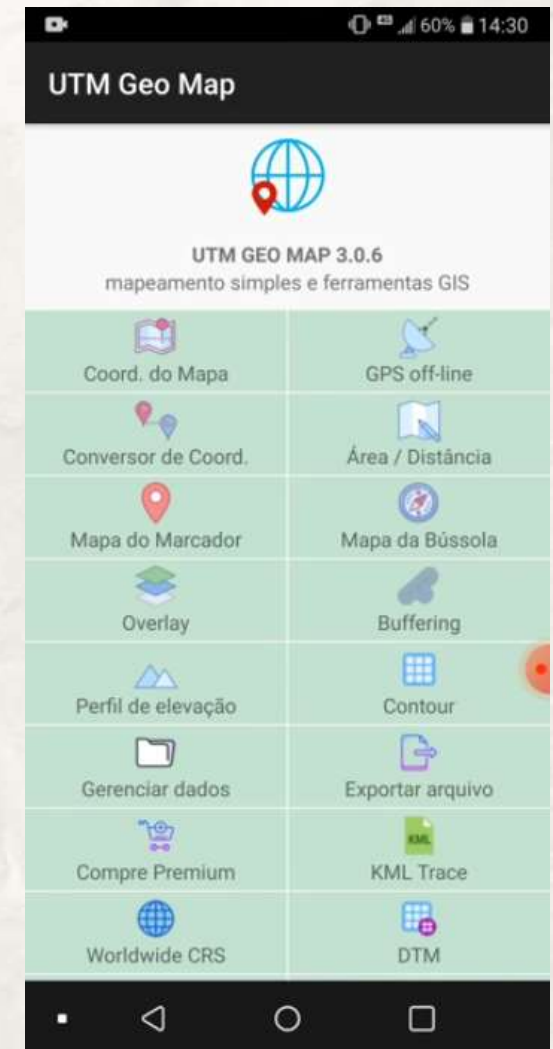 60% 14:30
UTM Geo Map
UTM GEO MAP 3.0.6
mapeamento simples e ferramentas GIS
Coord. do Mapa
GPS off-line
Conversor de Coord.
Área / Distância
Mapa do Marcador
Mapa da Bússola
Overlay
Buffering
Perfil de elevação
Contour
Gerenciar dados
Exportar arquivo
KML
Compre Premium
KML Trace
Worldwide CRS
DTM